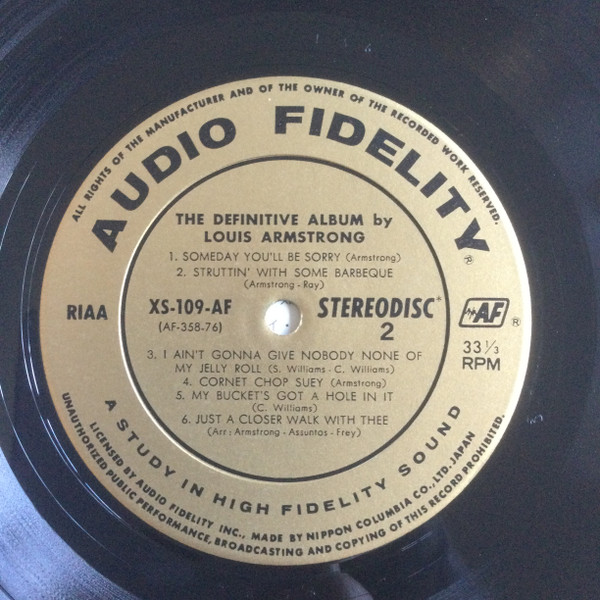 ALL RIGHTS OF THE MANUFACTURER AND OF THE OWNER OF THE RECORDED WORK RESERVED.
AUDIO FIDELITY®
THE DEFINITIVE ALBUM by
LOUIS ARMSTRONG
1. SOMEDAY YOU'LL BE SORRY (Armstrong)
2. STRUTTIN' WITH SOME BARBEQUE
(Armstrong - Ray)
RIAA
XS-109-AF
(AF-358-76)
STEREODISC*
2
AF®
33 1/3
RPM
3. I AIN'T GONNA GIVE NOBODY NONE OF
MY JELLY ROLL (S. Williams - C. Williams)
4. CORNET CHOP SUEY (Armstrong)
5. MY BUCKET'S GOT A HOLE IN IT
(C. Williams)
6. JUST A CLOSER WALK WITH THEE
(Arr : Armstrong - Assuntos - Frey)
A STUDY IN HIGH FIDELITY SOUND
LICENSED BY AUDIO FIDELITY INC., MADE BY NIPPON COLUMBIA CO., LTD. JAPAN
UNAUTHORIZED PUBLIC PERFORMANCE, BROADCASTING AND COPYING OF THIS RECORD PROHIBITED.